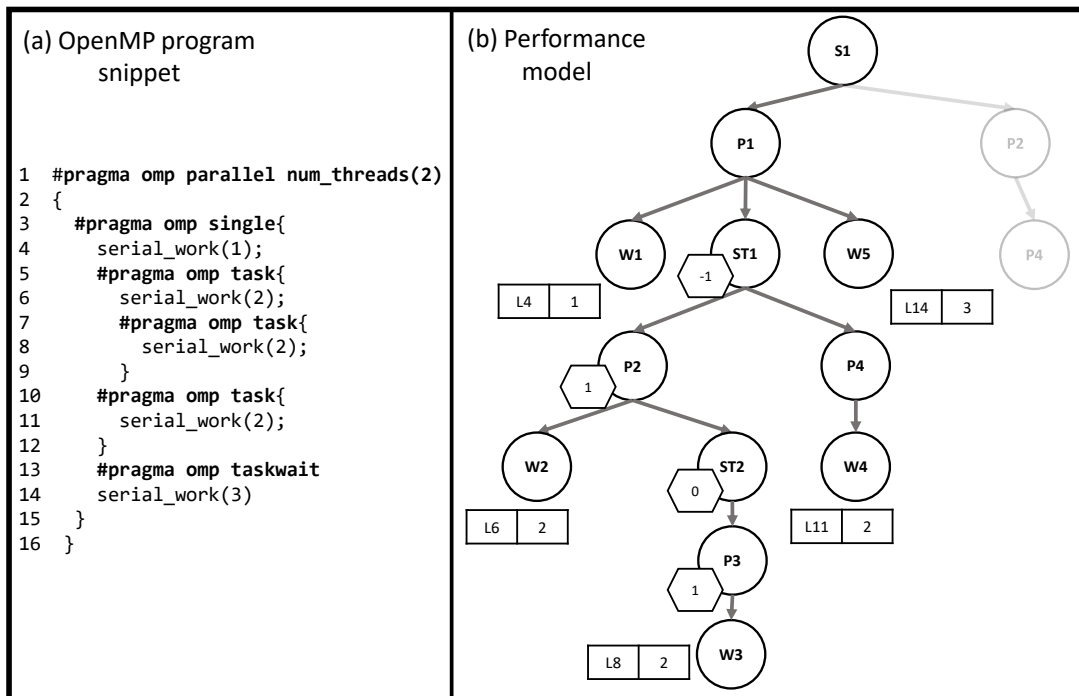 (a) OpenMP program
snippet
1 #pragma omp parallel num_threads(2)
2 {
3 #pragma omp single{
4 serial_work(1);
5 #pragma omp task{
6 serial_work(2);
7 #pragma omp task{
8 serial_work(2);
9 }
10 #pragma omp task{
11 serial_work(2);
12 }
13 #pragma omp taskwait
14 serial_work(3)
15 }
16 }
(b) Performance
model
S1
P1
P2
W1
ST1
W5
P4
-1
L4 1
L14 3
P2
P4
1
W2
ST2
W4
0
L6 2
L11 2
P3
1
L8 2
W3